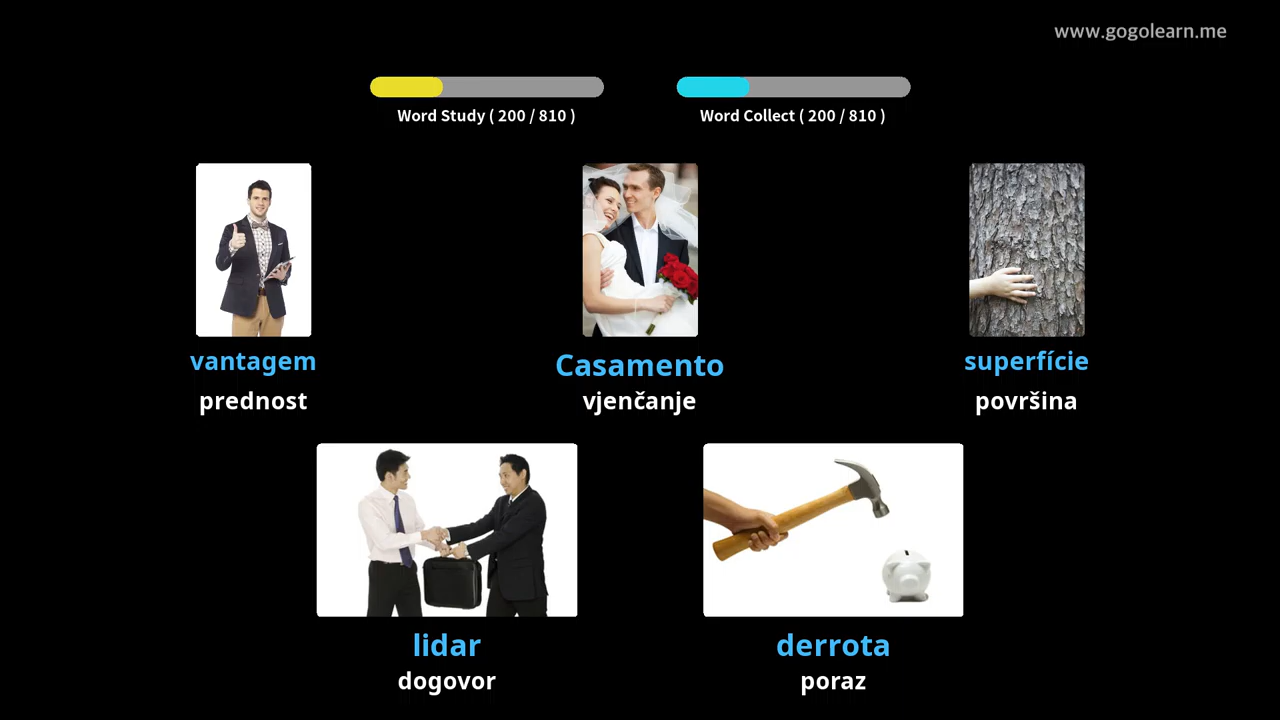 www.gogolearn.me
Word Study ( 200 / 810 )
Word Collect ( 200 / 810 )
vantagem
prednost
Casamento
vjenčanje
superfície
površina
lidar
dogovor
derrota
poraz